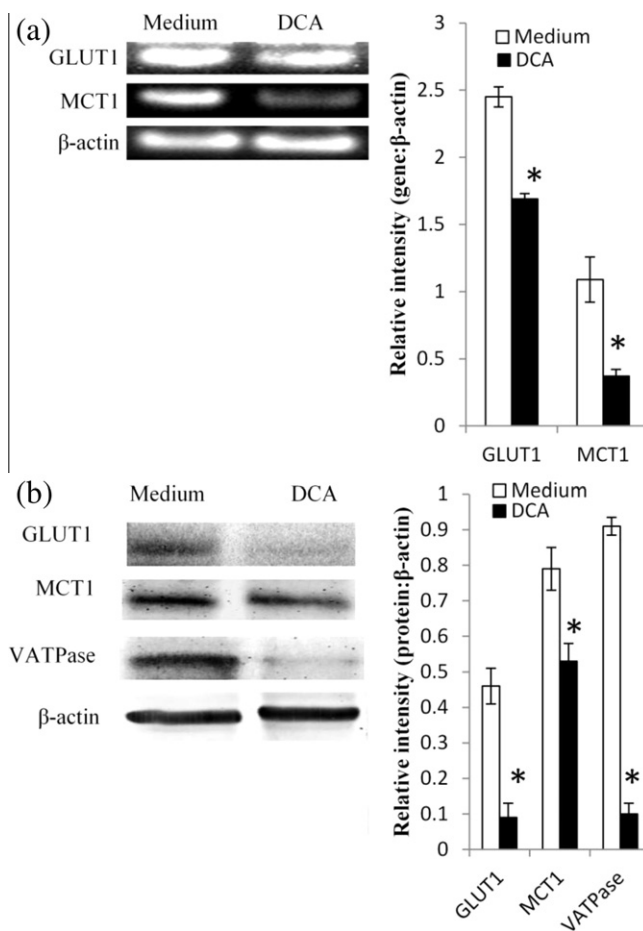 (a) Medium DCA
GLUT1
MCT1
β-actin
Medium
DCA
Relative intensity (gene:β-actin)
3
2.5
2
1.5
1
0.5
0
*
*
GLUT1 MCT1
(b) Medium DCA
GLUT1
MCT1
VATPase
β-actin
Medium
DCA
Relative intensity (protein:β-actin)
1
0.9
0.8
0.7
0.6
0.5
0.4
0.3
0.2
0.1
0
*
*
*
GLUT1
MCT1
VATPase